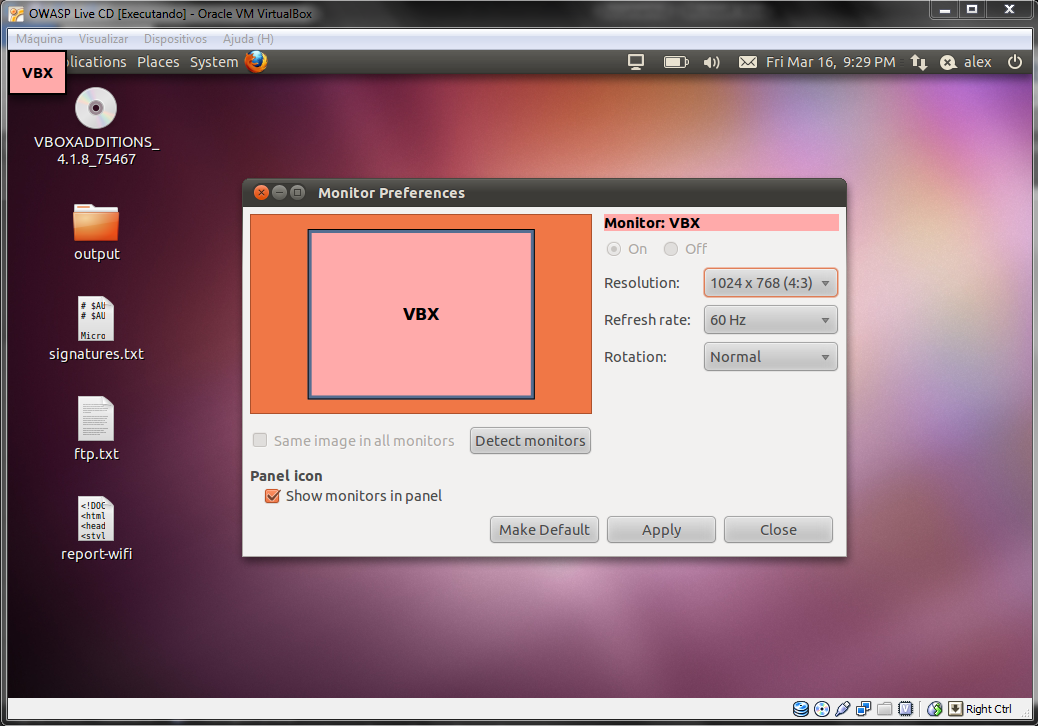 OWASP Live CD [Executando] - Oracle VM VirtualBox
Máquina Visualizar Dispositivos Ajuda (H)
VBX
lications Places System Fri Mar 16, 9:29 PM alex
VBOXADDITIONS_
4.1.8_75467
output
# $AU
# $AU
Micro
signatures.txt
ftp.txt
<!DOC
<html
<head
<styl
report-wifi
Monitor Preferences
VBX
Monitor: VBX
On Off
Resolution: 1024 x 768 (4:3)
Refresh rate: 60 Hz
Rotation: Normal
Same image in all monitors Detect monitors
Panel icon
Show monitors in panel
Make Default Apply Close
Right Ctrl